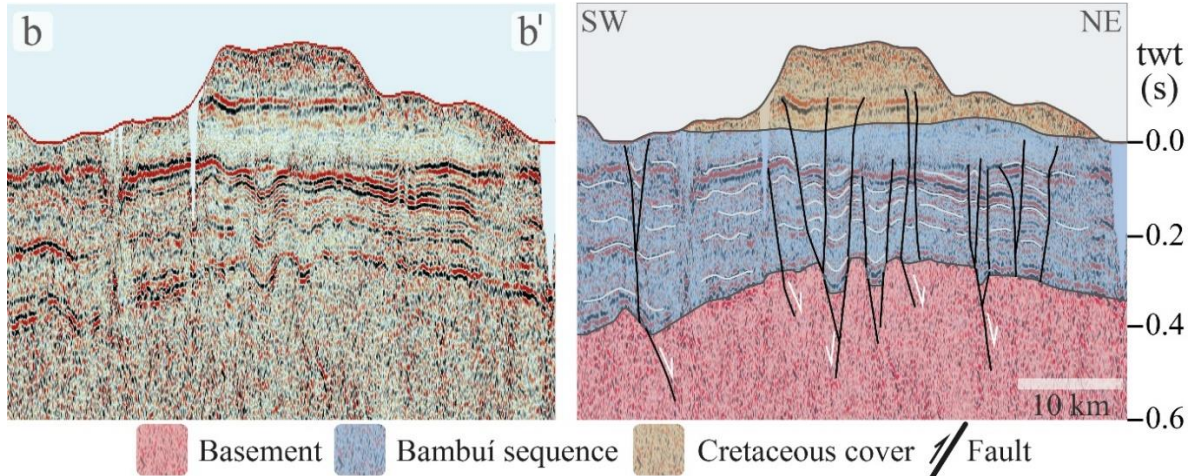 b b' SW NE twt
(s)
0.0
0.2
0.4
10 km
0.6
Basement Bambuí sequence Cretaceous cover Fault